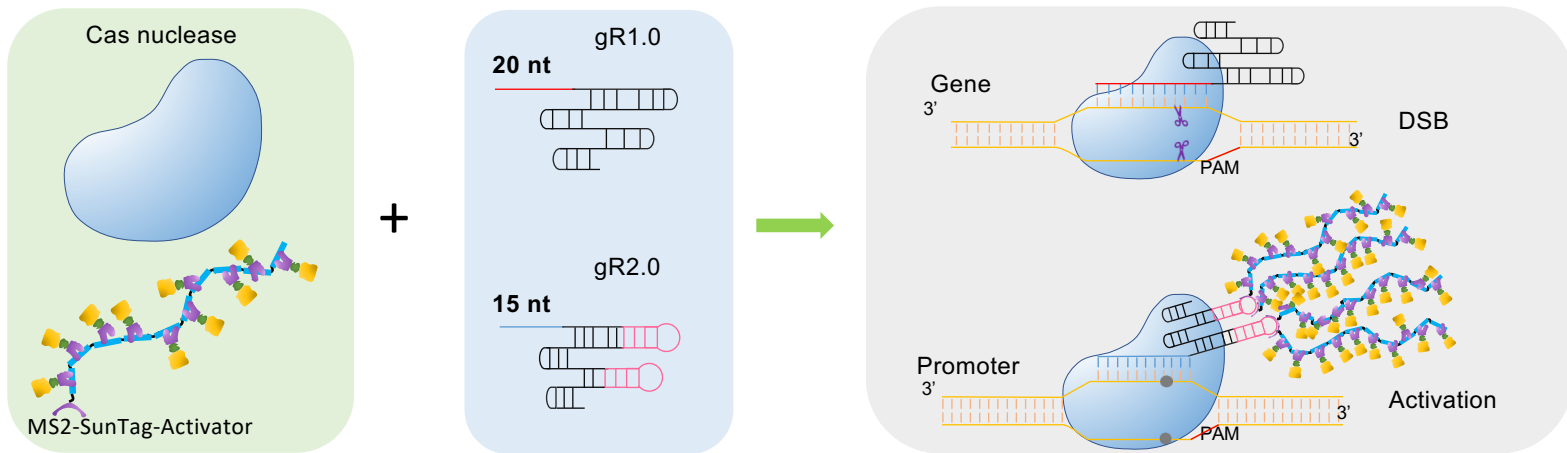 Cas nuclease
MS2-SunTag-Activator
+
gR1.0
20 nt
gR2.0
15 nt
Gene
3’
3’
DSB
PAM
Promoter
3’
3’
Activation
PAM